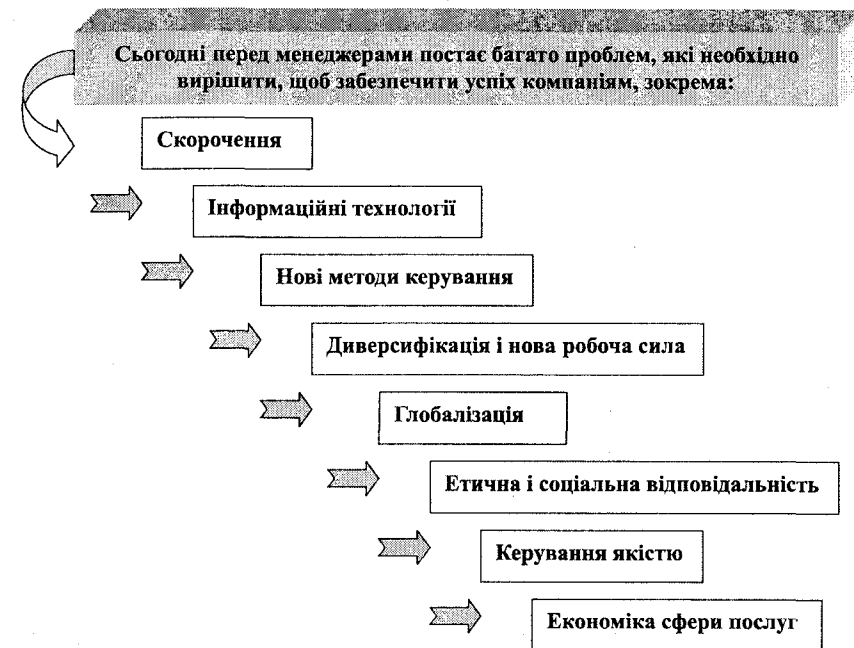 Сьогодні перед менеджерами постає багато проблем, які необхідно
вирішити, щоб забезпечити успіх компаніям, зокрема:
Скорочення
Інформаційні технології
Нові методи керування
Диверсифікація і нова робоча сила
Глобалізація
Етична і соціальна відповідальність
Керування якістю
Економіка сфери послуг